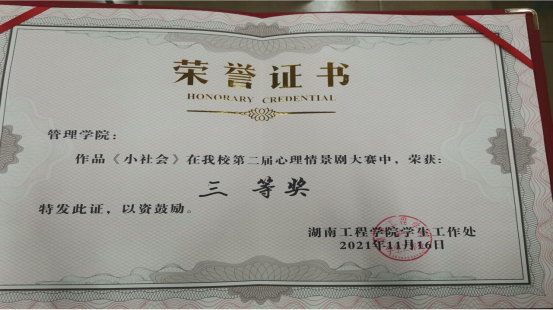 荣誉证书
HONORARY CREDENTIAL
管理学院：
作品《小社会》在我校第二届心理情景剧大赛中，荣获：
三 等 奖
特发此证，以资鼓励。
湖南工程学院学生工作处
2021年11月16日